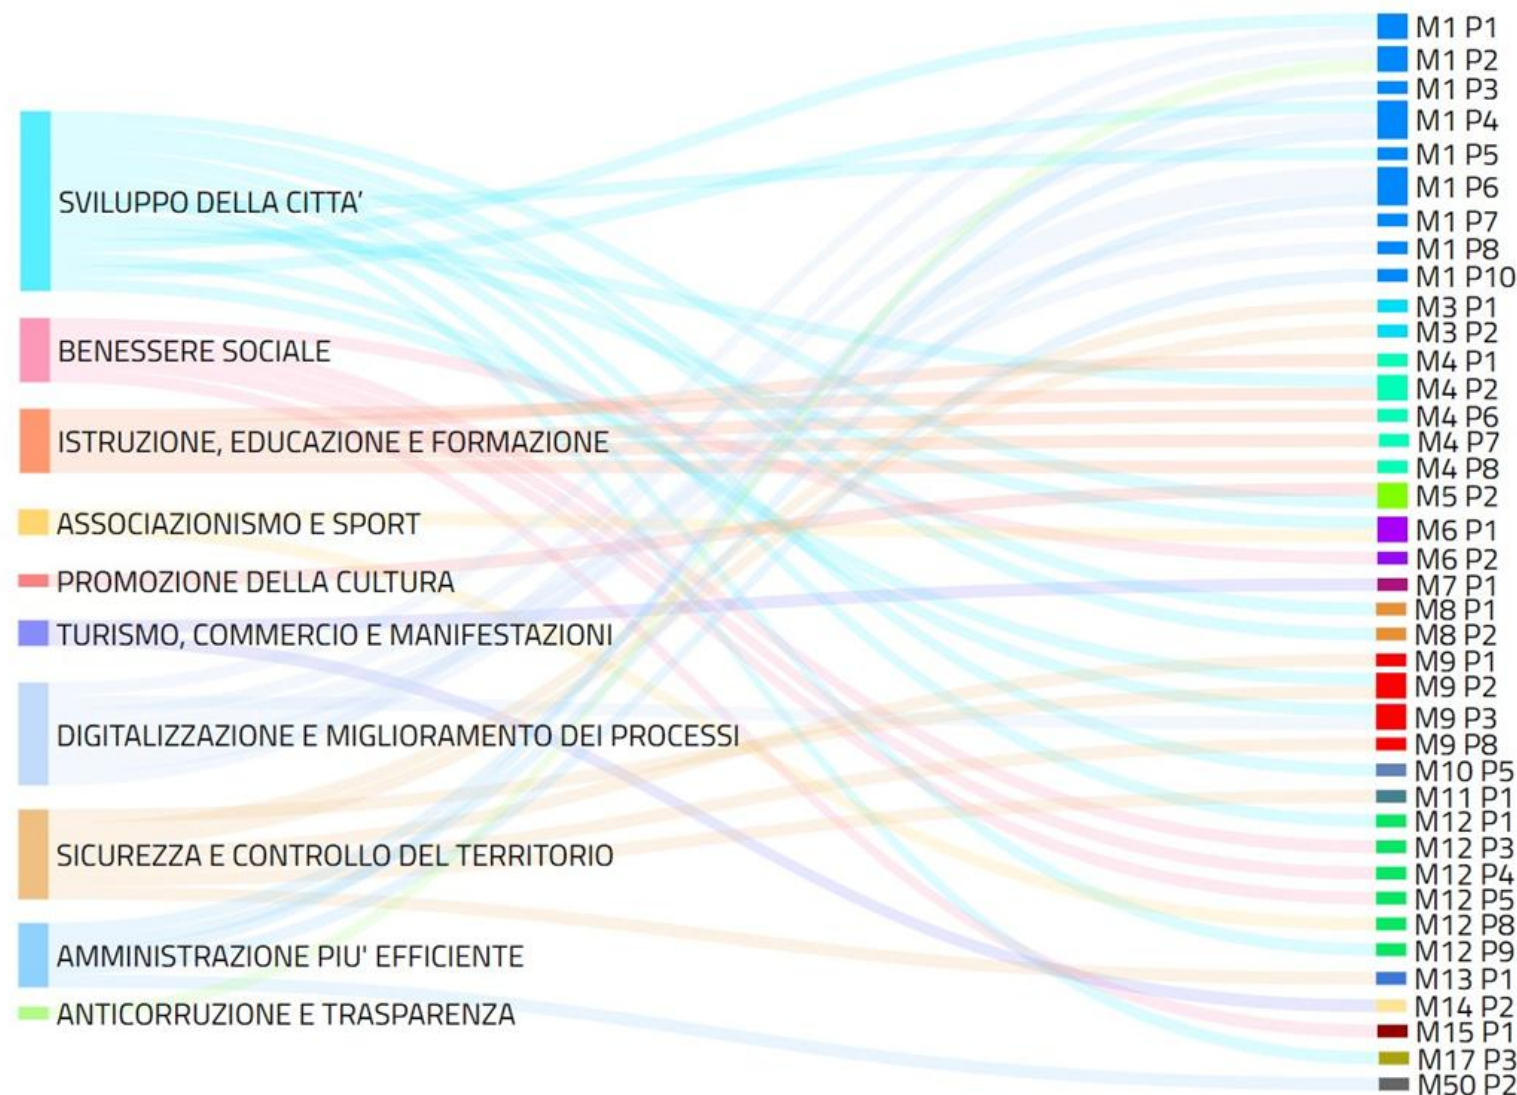 SVILUPPO DELLA CITTA’
BENESSERE SOCIALE
ISTRUZIONE, EDUCAZIONE E FORMAZIONE
ASSOCIAZIONISMO E SPORT
PROMOZIONE DELLA CULTURA
TURISMO, COMMERCIO E MANIFESTAZIONI
DIGITALIZZAZIONE E MIGLIORAMENTO DEI PROCESSI
SICUREZZA E CONTROLLO DEL TERRITORIO
AMMINISTRAZIONE PIU' EFFICIENTE
ANTICORRUZIONE E TRASPARENZA
M1 P1
M1 P2
M1 P3
M1 P4
M1 P5
M1 P6
M1 P7
M1 P8
M1 P10
M3 P1
M3 P2
M4 P1
M4 P2
M4 P6
M4 P7
M4 P8
M5 P2
M6 P1
M6 P2
M7 P1
M8 P1
M8 P2
M9 P1
M9 P2
M9 P3
M9 P8
M10 P5
M11 P1
M12 P1
M12 P3
M12 P4
M12 P5
M12 P8
M12 P9
M13 P1
M14 P2
M15 P1
M17 P3
M50 P2